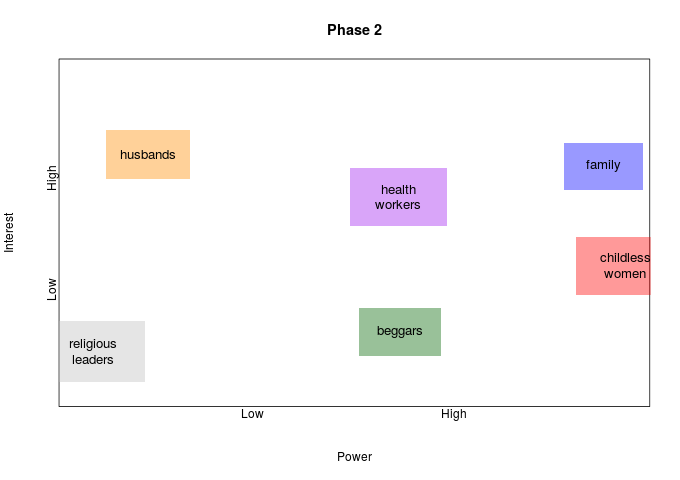 Phase 2
husbands
family
health
workers
High
Interest
childless
women
Low
beggars
religious
leaders
Low
High
Power